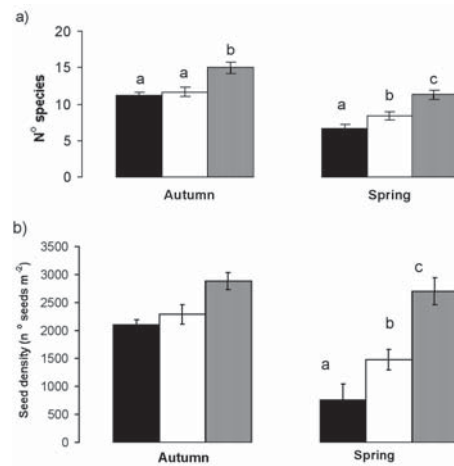 a)
N° species
20
15
10
5
0
a a b
a b c
Autumn Spring
b)
Seed density (n ° seeds m⁻²)
3500
3000
2500
2000
1500
1000
500
0
a b c
Autumn Spring